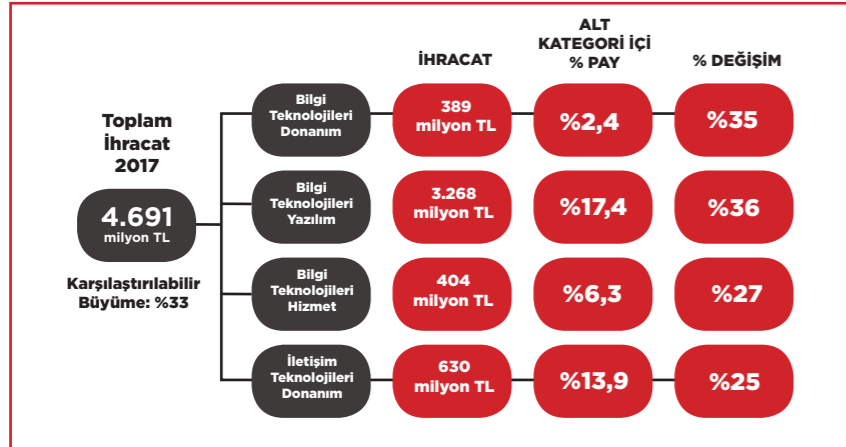 İHRACAT
ALT
KATEGORİ İÇİ
% PAY
% DEĞİŞİM
Toplam
İhracat
2017
4.691
milyon TL
Karşılaştırılabilir
Büyüme: %33
Bilgi
Teknolojileri
Donanım
389
milyon TL
%2,4
%35
Bilgi
Teknolojileri
Yazılım
3.268
milyon TL
%17,4
%36
Bilgi
Teknolojileri
Hizmet
404
milyon TL
%6,3
%27
İletişim
Teknolojileri
Donanım
630
milyon TL
%13,9
%25